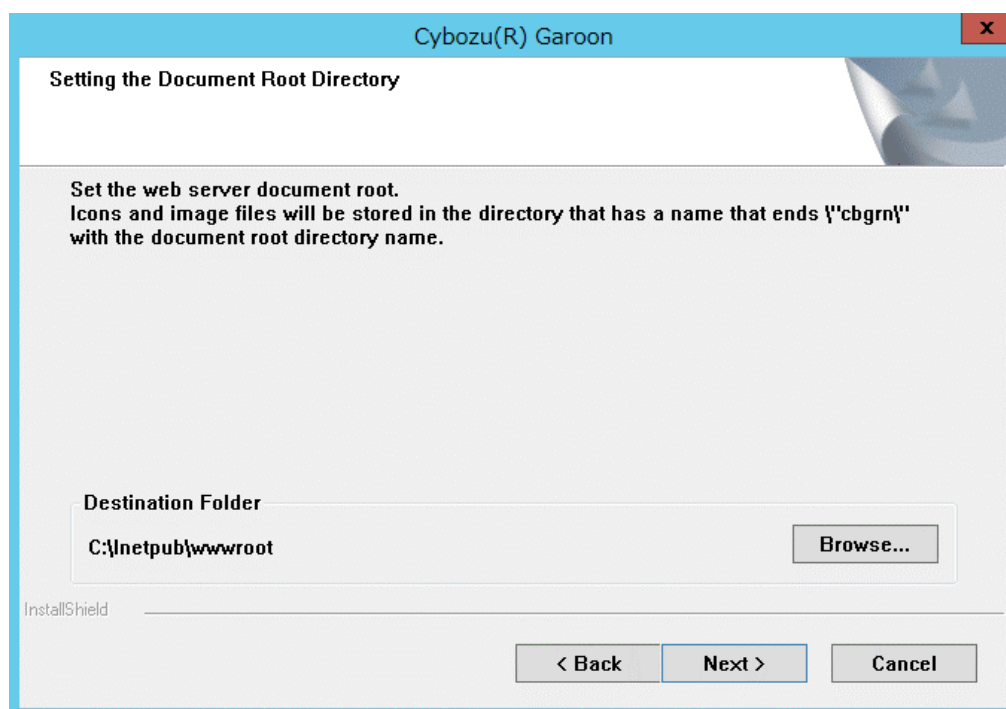 Cybozu(R) Garoon
x
Setting the Document Root Directory
Set the web server document root.
Icons and image files will be stored in the directory that has a name that ends \"cbgrn\"
with the document root directory name.
Destination Folder
C:\Inetpub\wwwroot
Browse...
InstallShield
< Back
Next >
Cancel